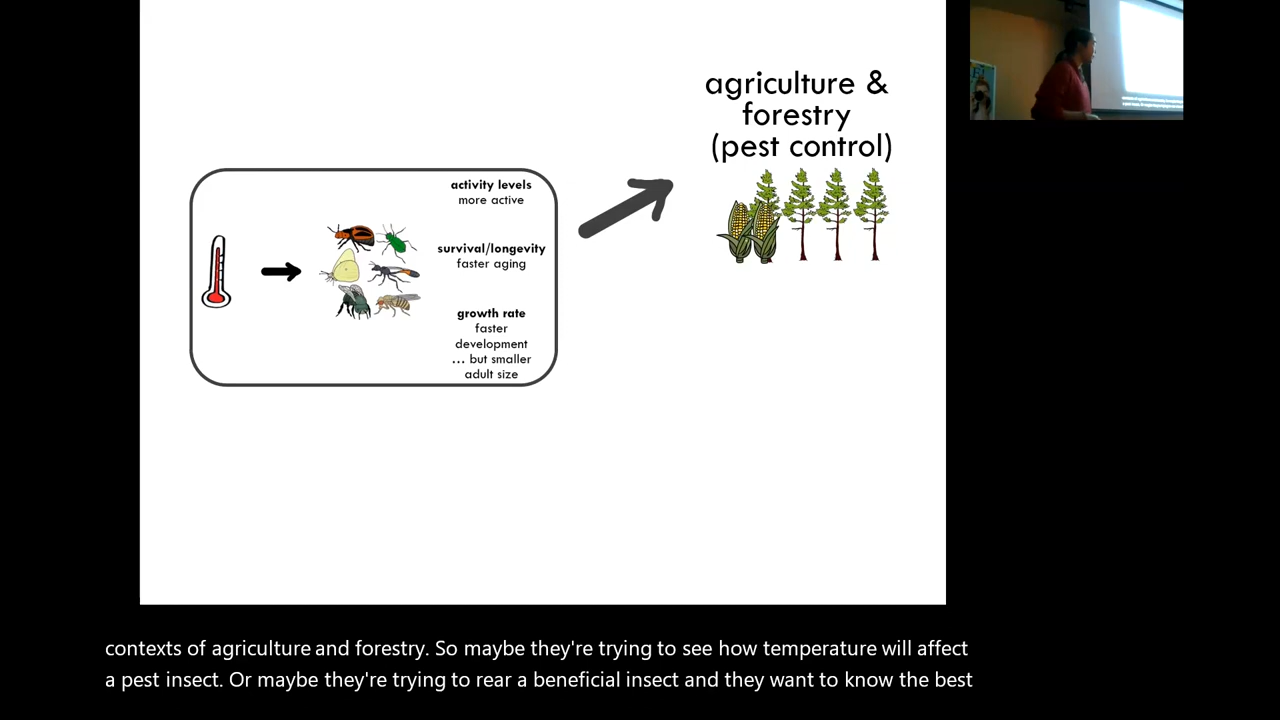 agriculture &
forestry
(pest control)
activity levels
more active
survival/longevity
faster aging
growth rate
faster
development
... but smaller
adult size
contexts of agriculture and forestry. So maybe they're trying to see how temperature will affect
a pest insect. Or maybe they're trying to rear a beneficial insect and they want to know the best